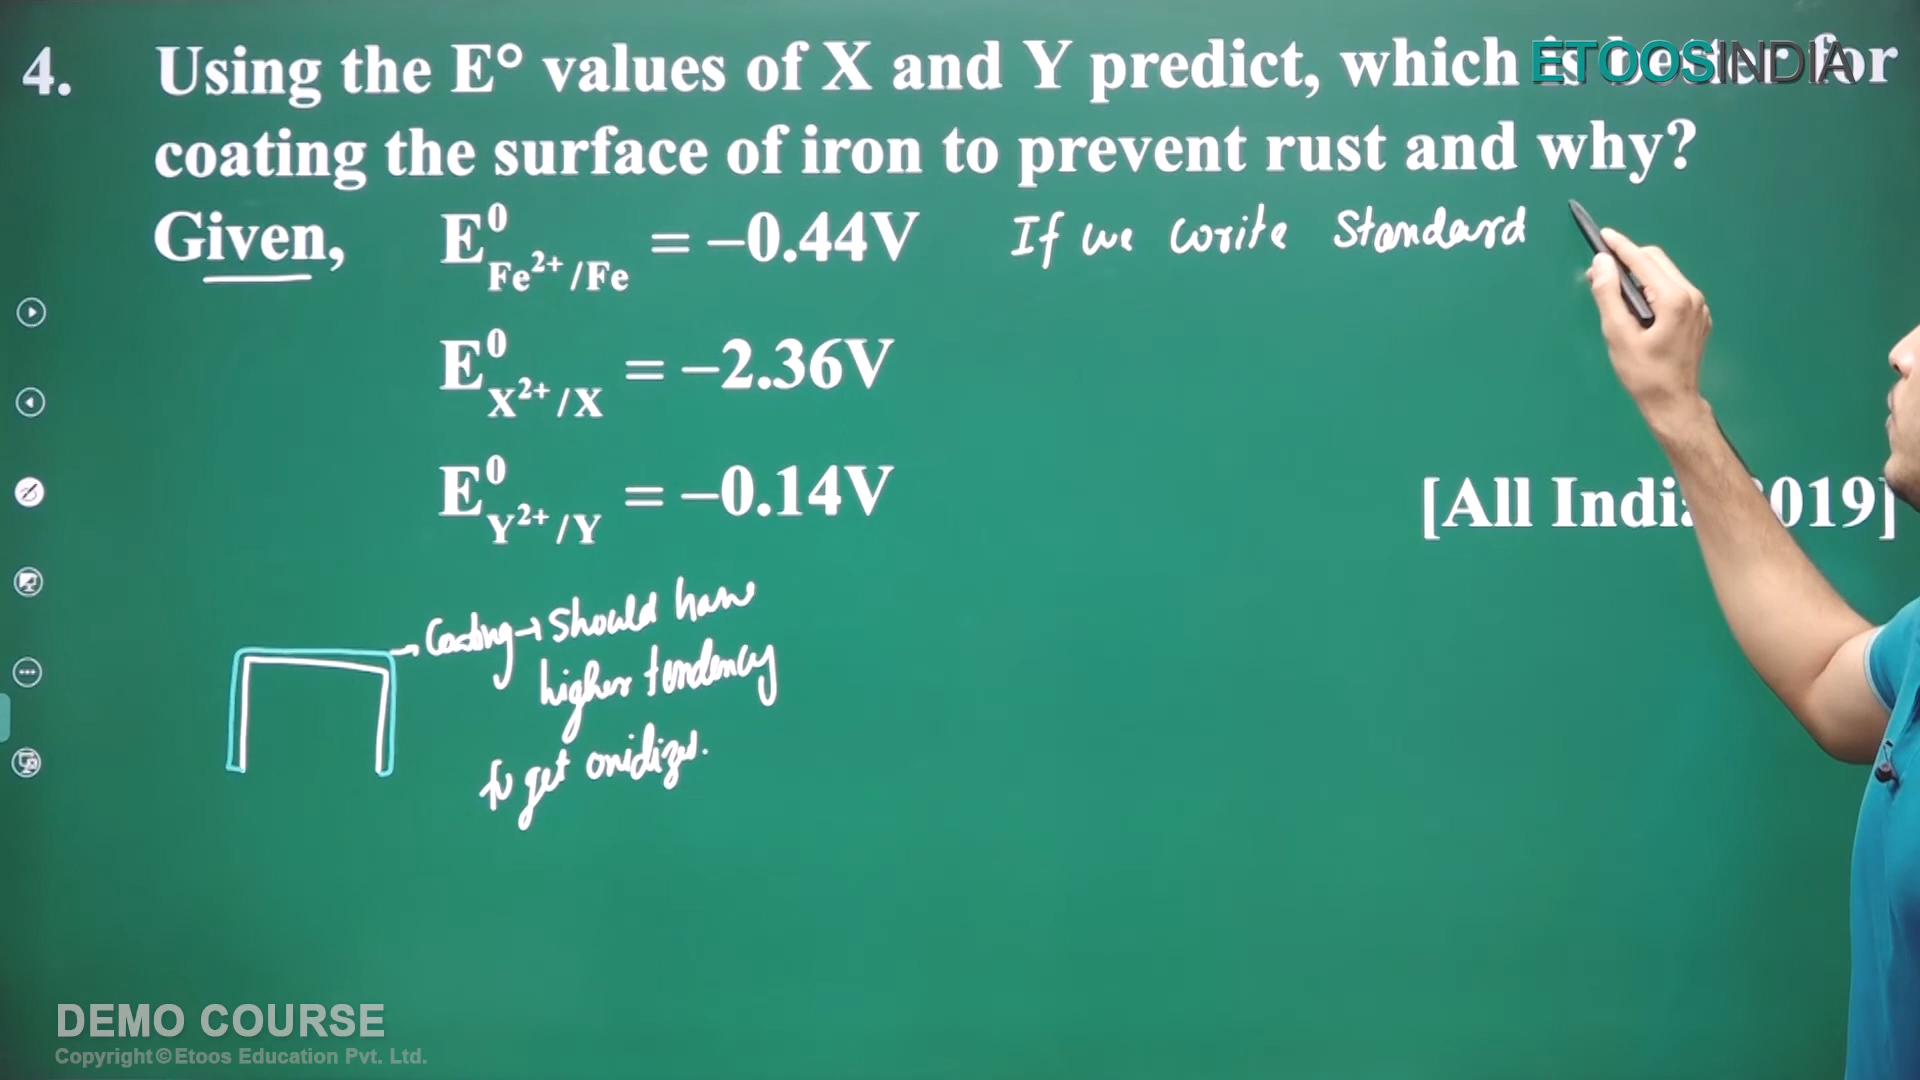 4. Using the E° values of X and Y predict, which is better for
ETOOSINDIA
coating the surface of iron to prevent rust and why?
Given, E⁰Fe²⁺/Fe = –0.44V
If we write Standard
E⁰X²⁺/X = –2.36V
E⁰Y²⁺/Y = –0.14V
[All India 2019]
Coating → should have
higher tendency
to get oxidizes.
DEMO COURSE
Copyright©Etoos Education Pvt. Ltd.